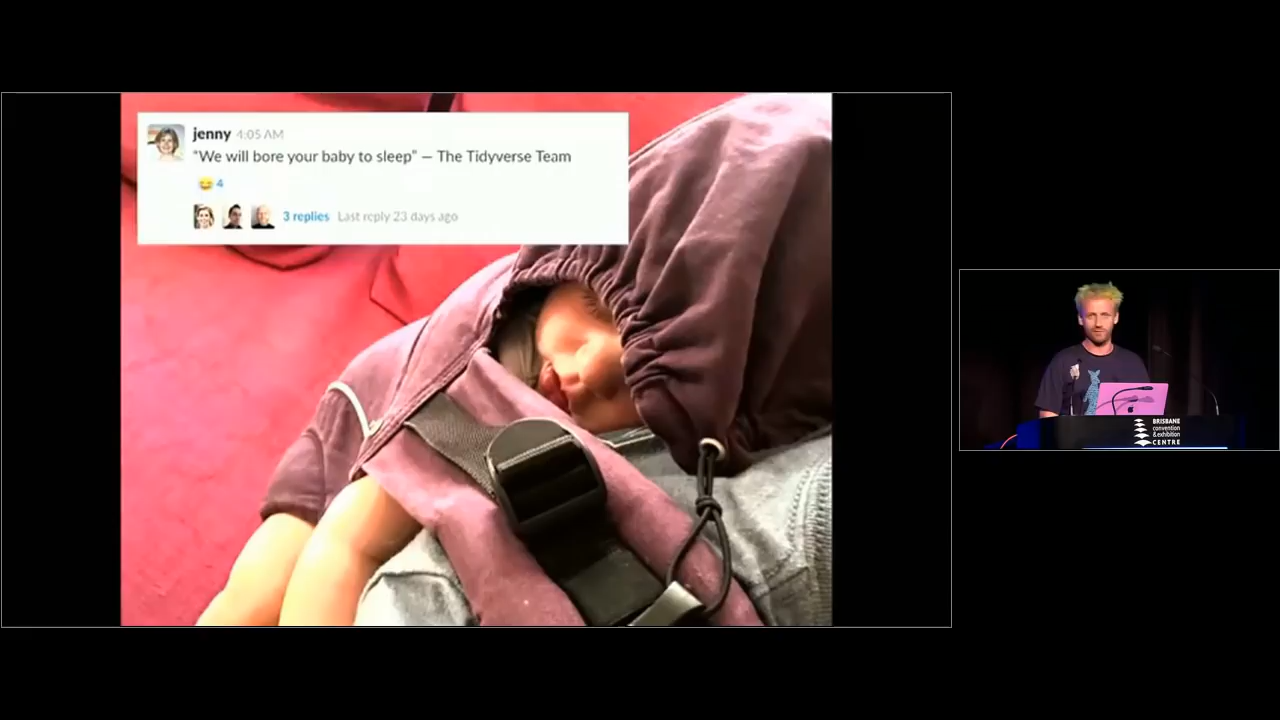 jenny 4:05 AM
“We will bore your baby to sleep” – The Tidyverse Team
4
3 replies Last reply 23 days ago
BRISBANE
convention
& exhibition
CENTRE